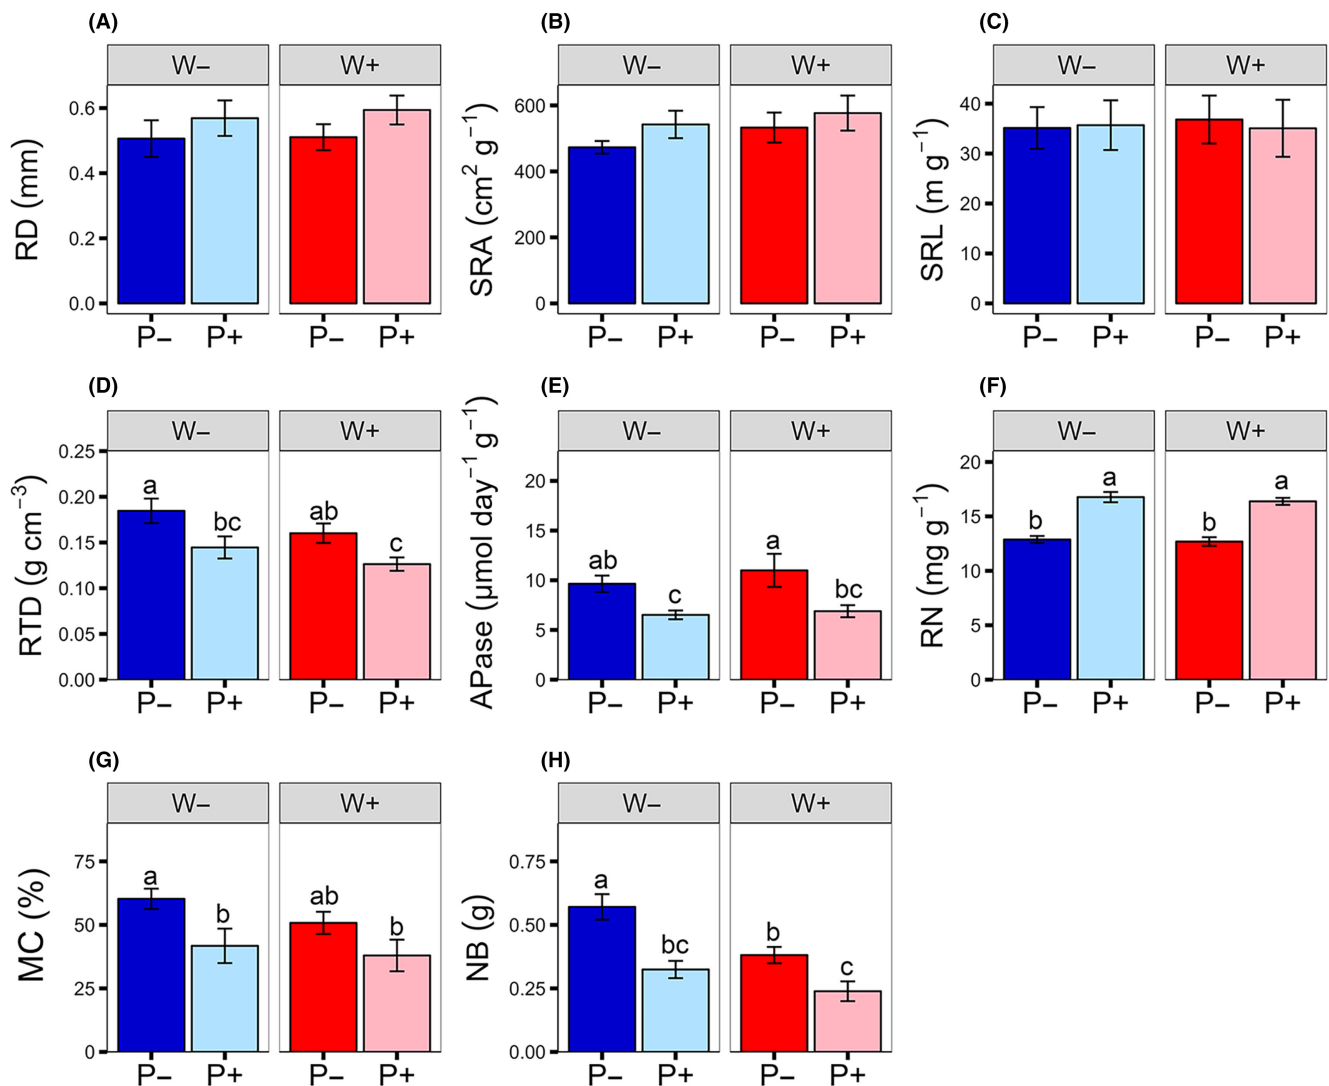 (A)
W–
W+
RD (mm)
0.6
0.4
0.2
0.0
P–
P+
P–
P+
(B)
W–
W+
SRA (cm² g⁻¹)
600
400
200
0
P–
P+
P–
P+
(C)
W–
W+
SRL (m g⁻¹)
40
30
20
10
0
P–
P+
P–
P+
(D)
W–
W+
RTD (g cm⁻³)
0.25
0.20
0.15
0.10
0.05
0.00
a
bc
ab
c
P–
P+
P–
P+
(E)
W–
W+
APase (µmol day⁻¹ g⁻¹)
20
15
10
5
0
ab
c
a
bc
P–
P+
P–
P+
(F)
W–
W+
RN (mg g⁻¹)
20
15
10
5
0
b
a
b
a
P–
P+
P–
P+
(G)
W–
W+
MC (%)
75
50
25
0
a
b
ab
b
P–
P+
P–
P+
(H)
W–
W+
NB (g)
0.75
0.50
0.25
0.00
a
bc
b
c
P–
P+
P–
P+